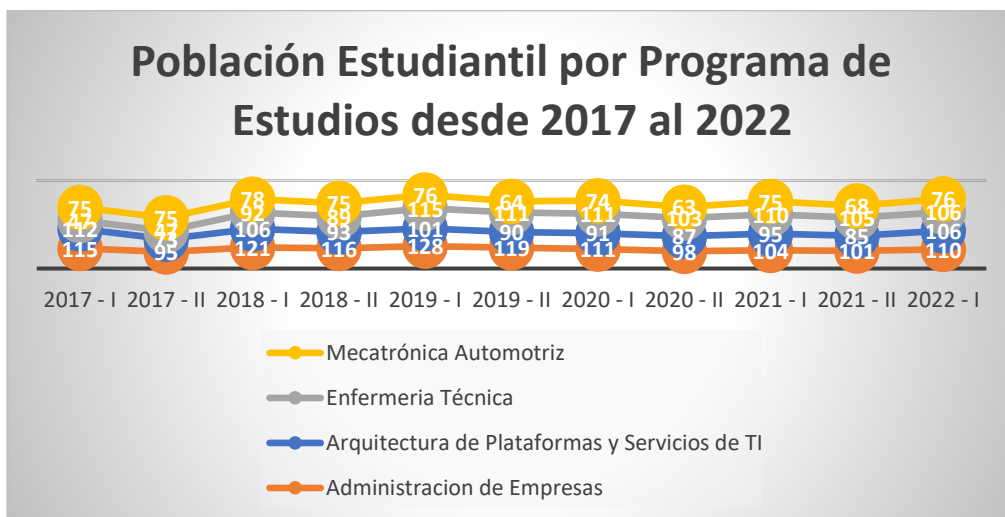 Población Estudiantil por Programa de
Estudios desde 2017 al 2022
75 75 78 75 76 64 74 63 75 68 76
47 47 92 89 115 111 111 103 110 105 106
112 73 106 93 101 90 91 87 95 85 106
115 95 121 116 128 119 111 98 104 101 110
2017 - I 2017 - II 2018 - I 2018 - II 2019 - I 2019 - II 2020 - I 2020 - II 2021 - I 2021 - II 2022 - I
Mecatrónica Automotriz
Enfermeria Técnica
Arquitectura de Plataformas y Servicios de TI
Administracion de Empresas